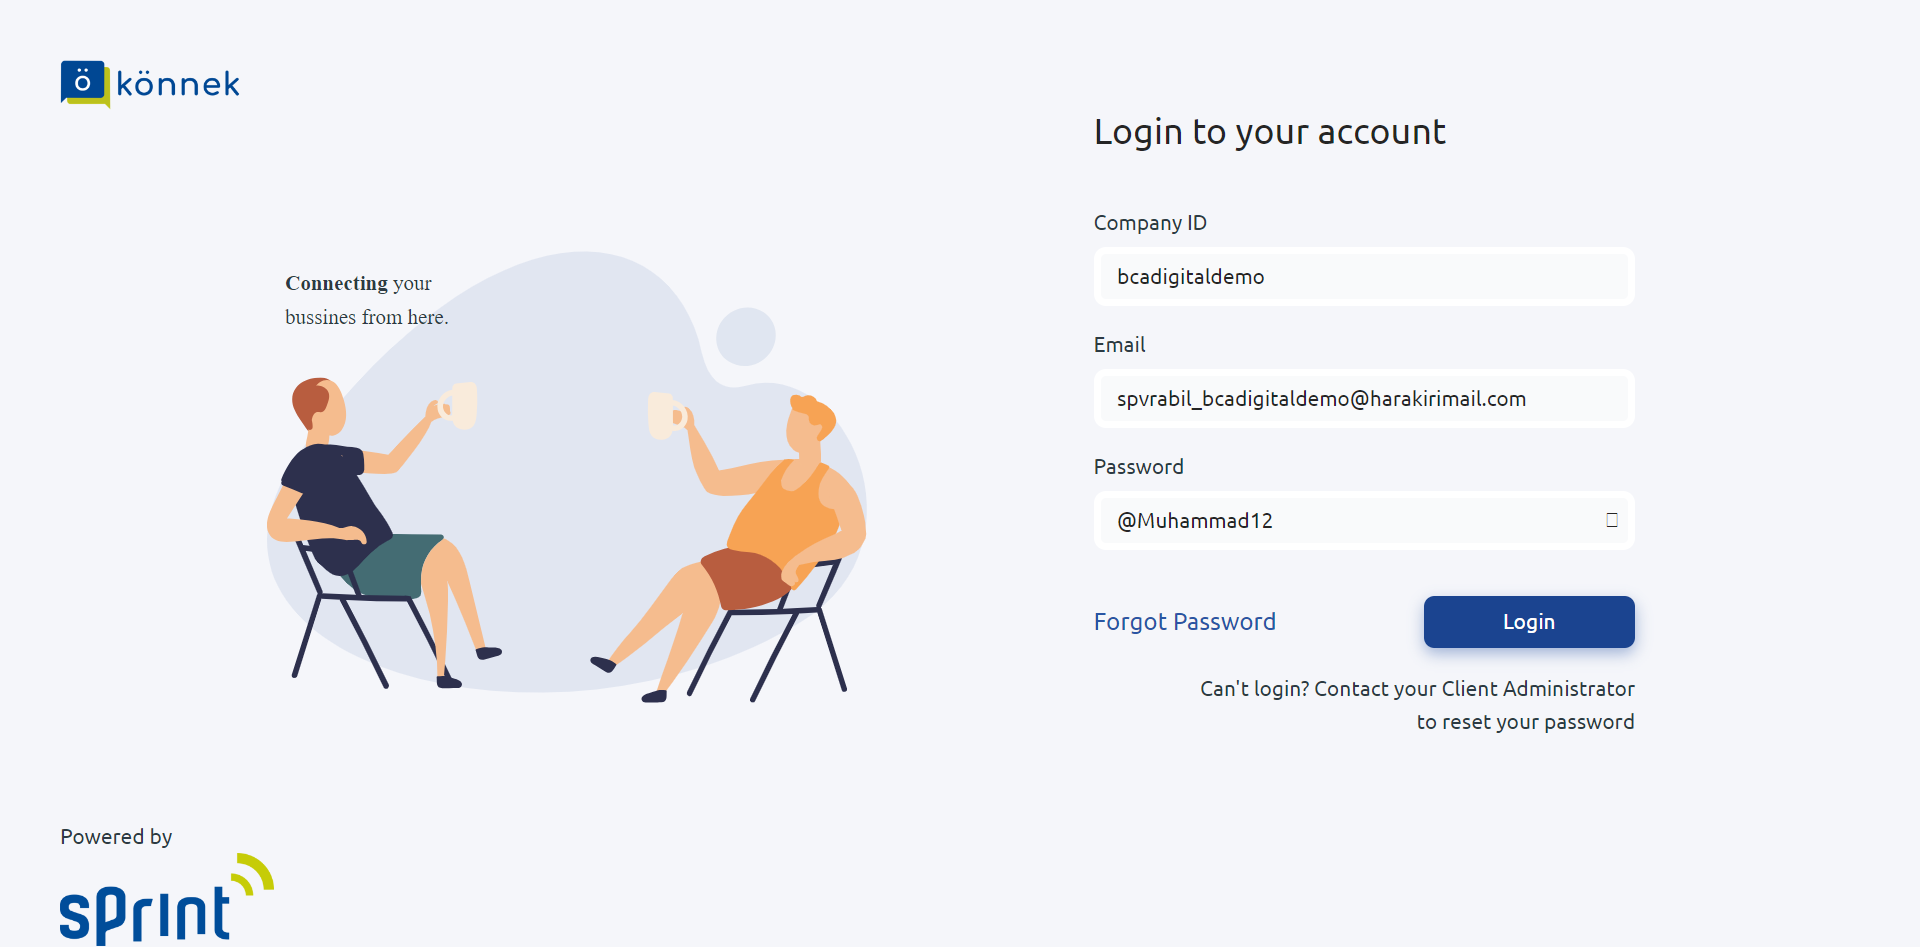 ö könnek
Login to your account
Company ID
bcadigitaldemo
Connecting your
bussines from here.
Email
spvrabil_bcadigitaldemo@harakirimail.com
Password
@Muhammad12
Forgot Password
Login
Can't login? Contact your Client Administrator
to reset your password
Powered by
sprint